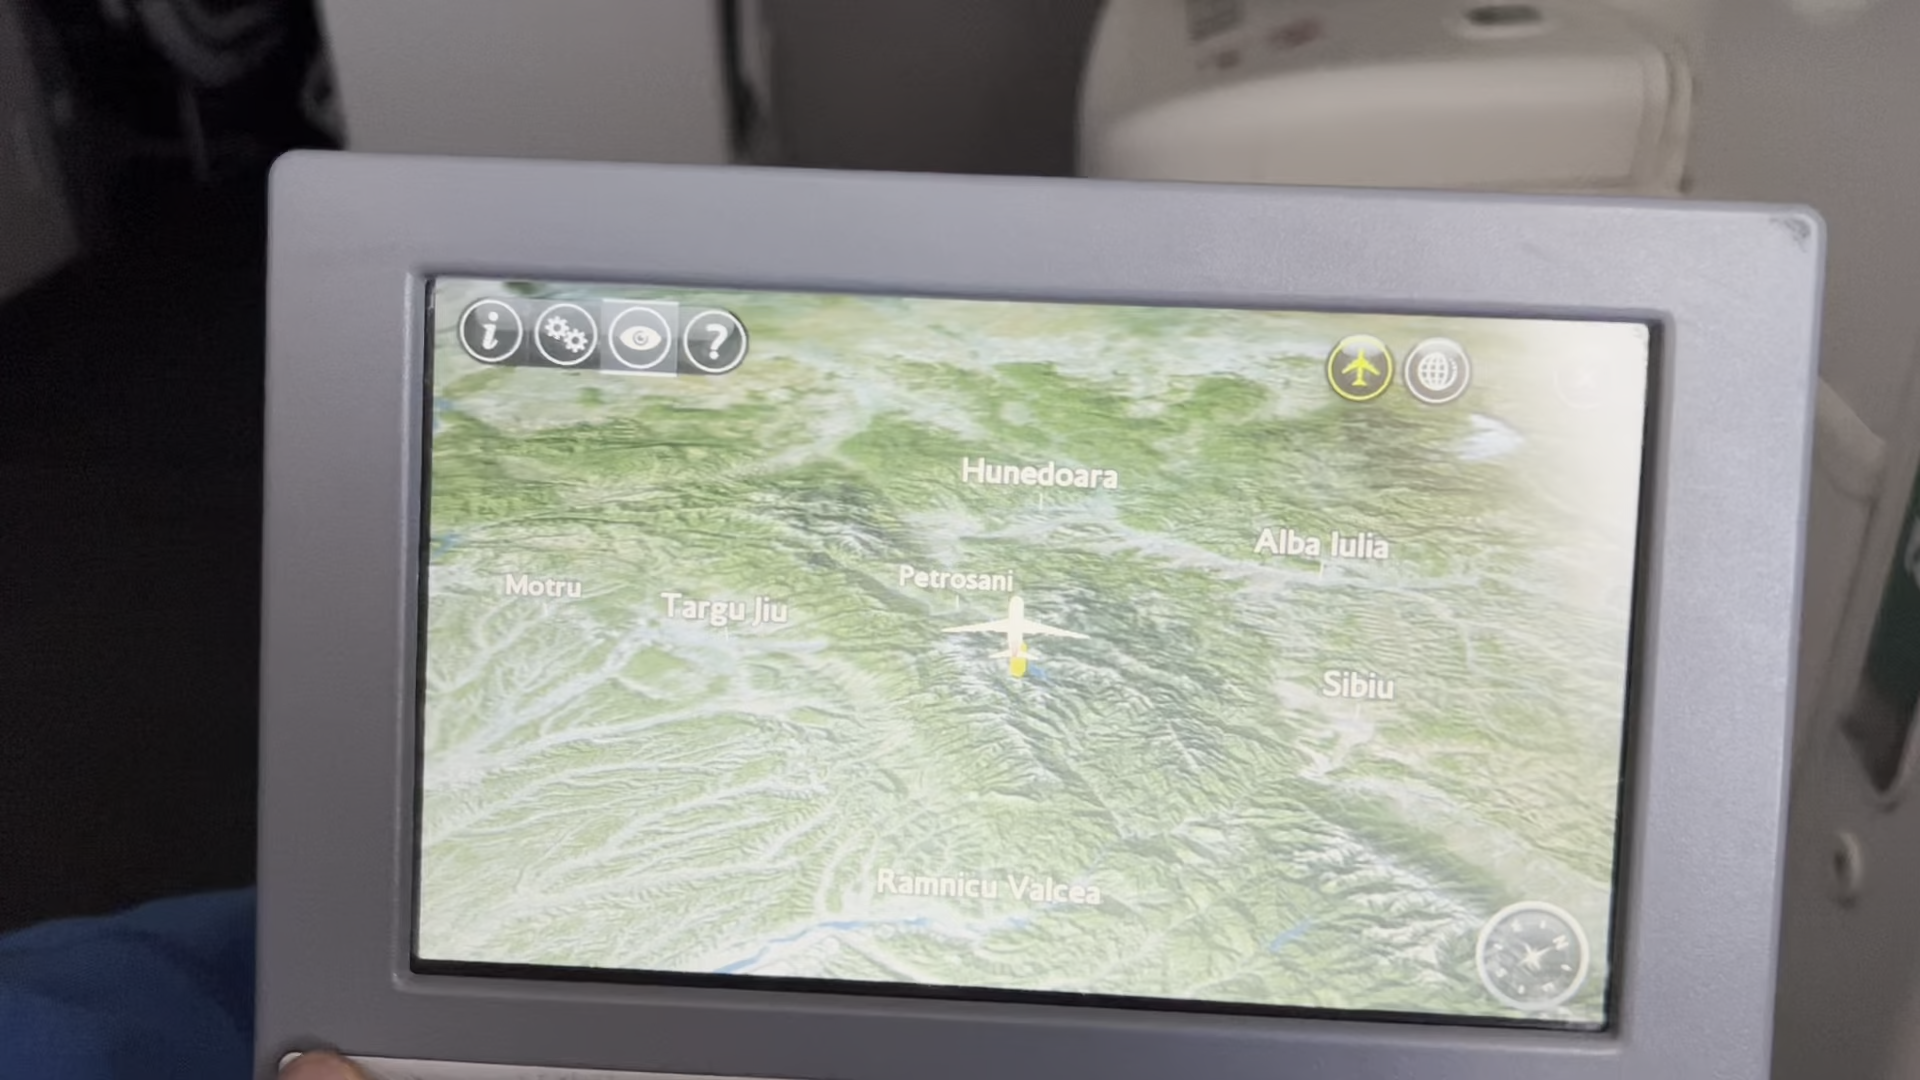 i
?
Hunedoara
Alba Iulia
Petrosani
Motru
Targu Jiu
Sibiu
Ramnicu Valcea
N